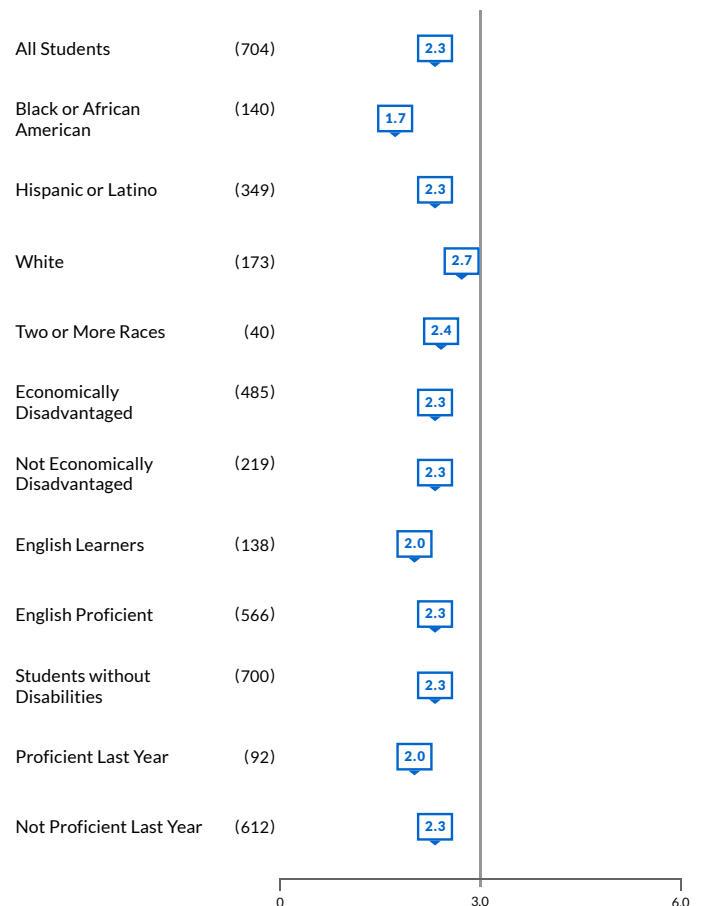 All Students (704) 2.3
Black or African (140)
American 1.7
Hispanic or Latino (349) 2.3
White (173) 2.7
Two or More Races (40) 2.4
Economically (485)
Disadvantaged 2.3
Not Economically (219)
Disadvantaged 2.3
English Learners (138) 2.0
English Proficient (566) 2.3
Students without (700)
Disabilities 2.3
Proficient Last Year (92) 2.0
Not Proficient Last Year (612) 2.3
0 3.0 6.0